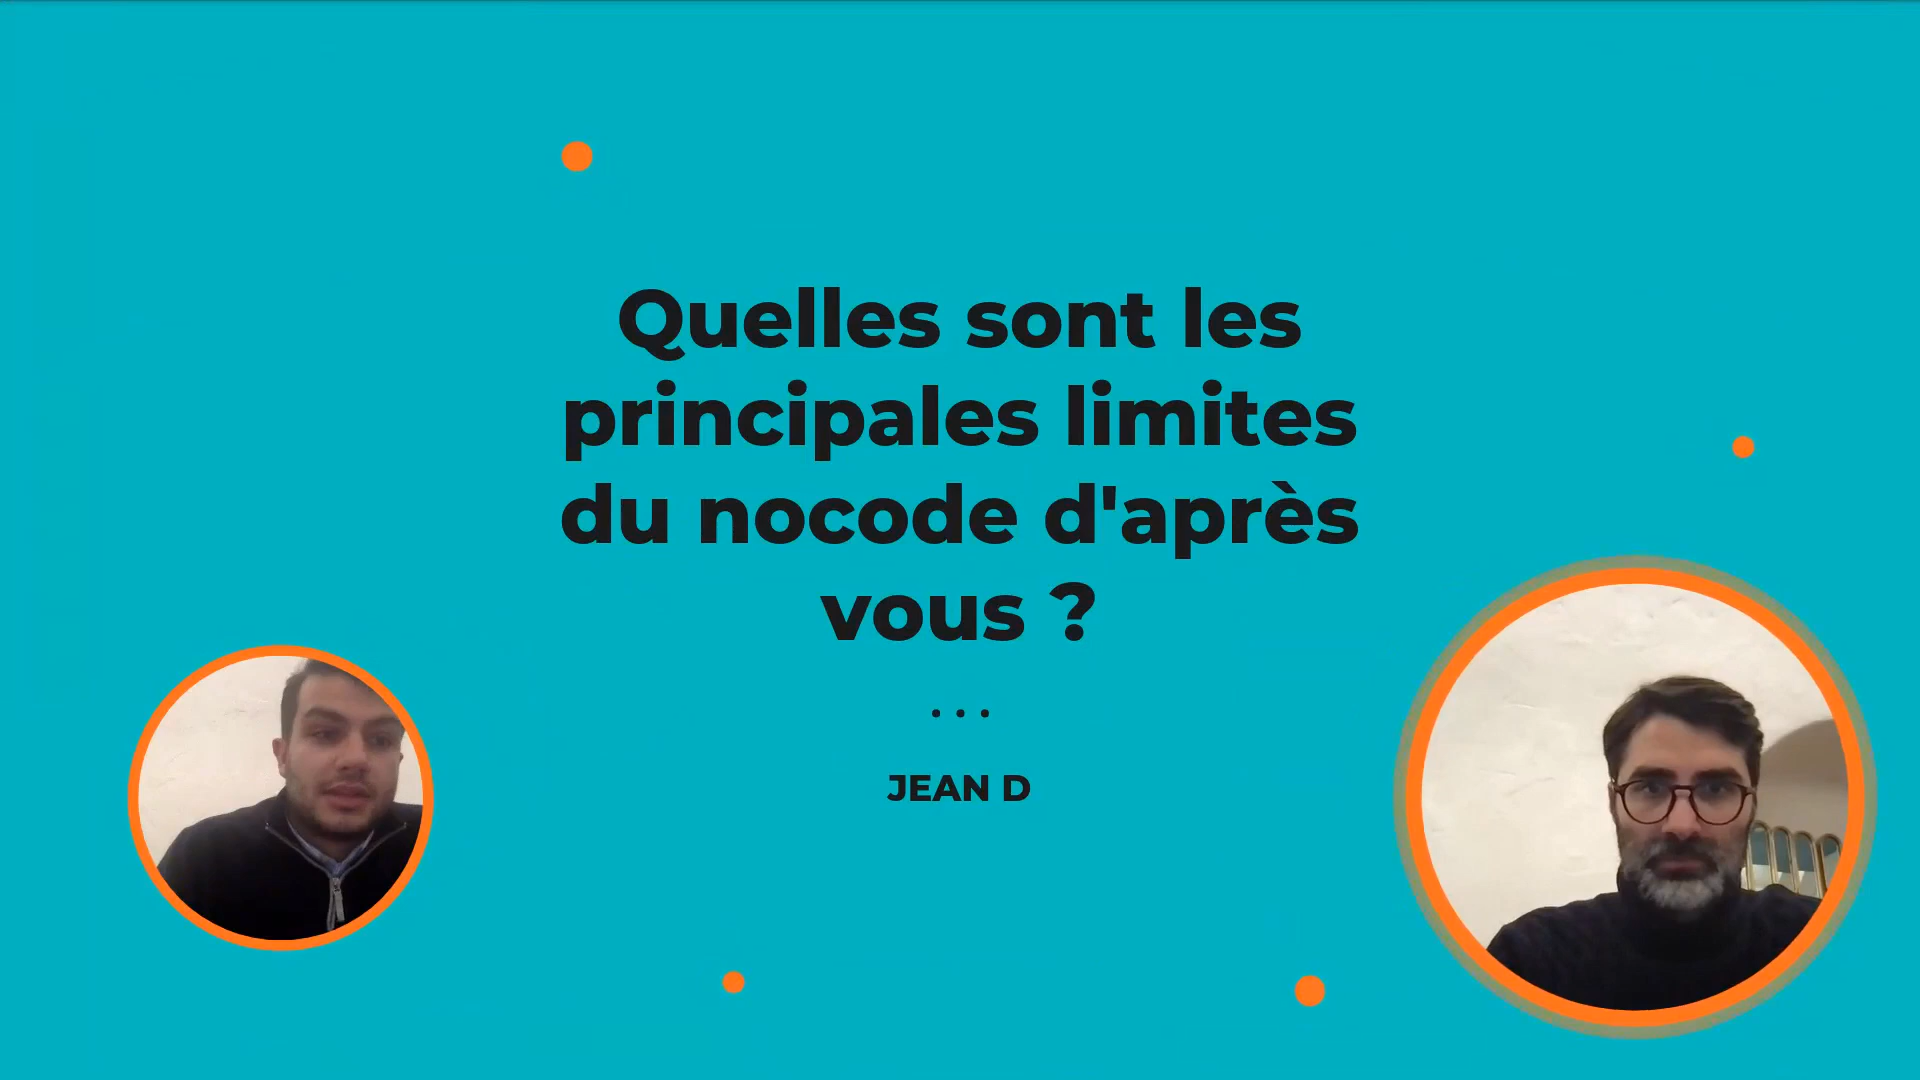 Quelles sont les
principales limites
du nocode d'après
vous ?
...
JEAN D